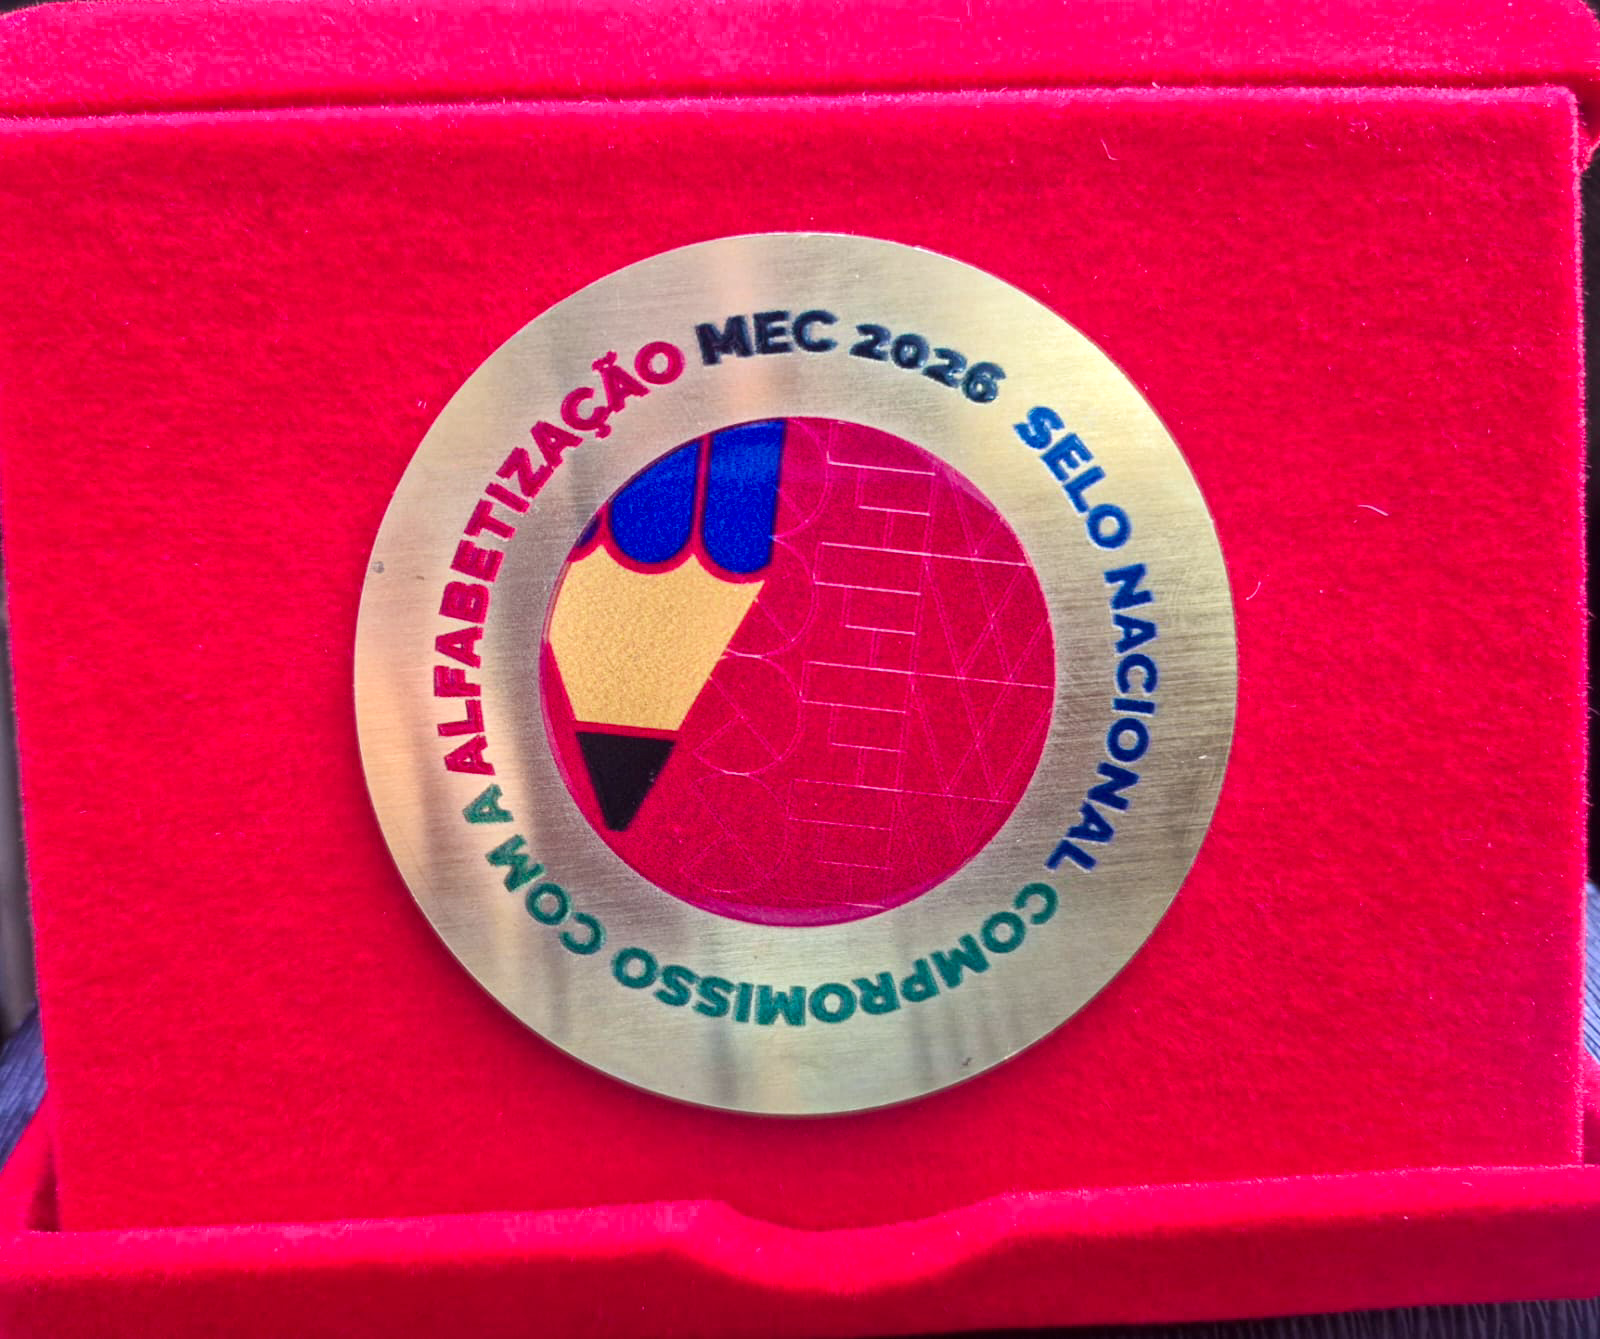 SELO NACIONAL COMPROMISSO COM A ALFABETIZAÇÃO MEC 2026